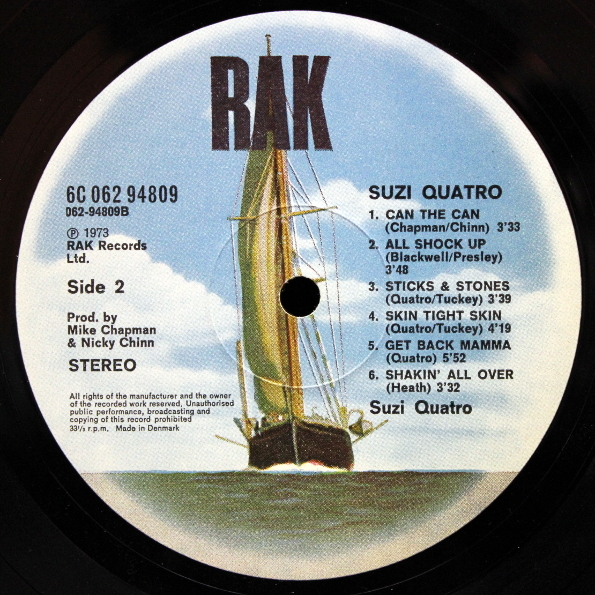 RAK
6C 062 94809
062-94809B
℗ 1973
RAK Records
Ltd.
Side 2
Prod. by
Mike Chapman
& Nicky Chinn
STEREO
All rights of the manufacturer and the owner
of the recorded work reserved, Unauthorised
public performance, broadcasting and
copying of this record prohibited
33⅓ r.p.m. Made in Denmark
SUZI QUATRO
1. CAN THE CAN
(Chapman/Chinn) 3'33
2. ALL SHOCK UP
(Blackwell/Presley)
3'48
3. STICKS & STONES
(Quatro/Tuckey) 3'39
4. SKIN TIGHT SKIN
(Quatro/Tuckey) 4'19
5. GET BACK MAMMA
(Quatro) 5'52
6. SHAKIN' ALL OVER
(Heath) 3'32
Suzi Quatro